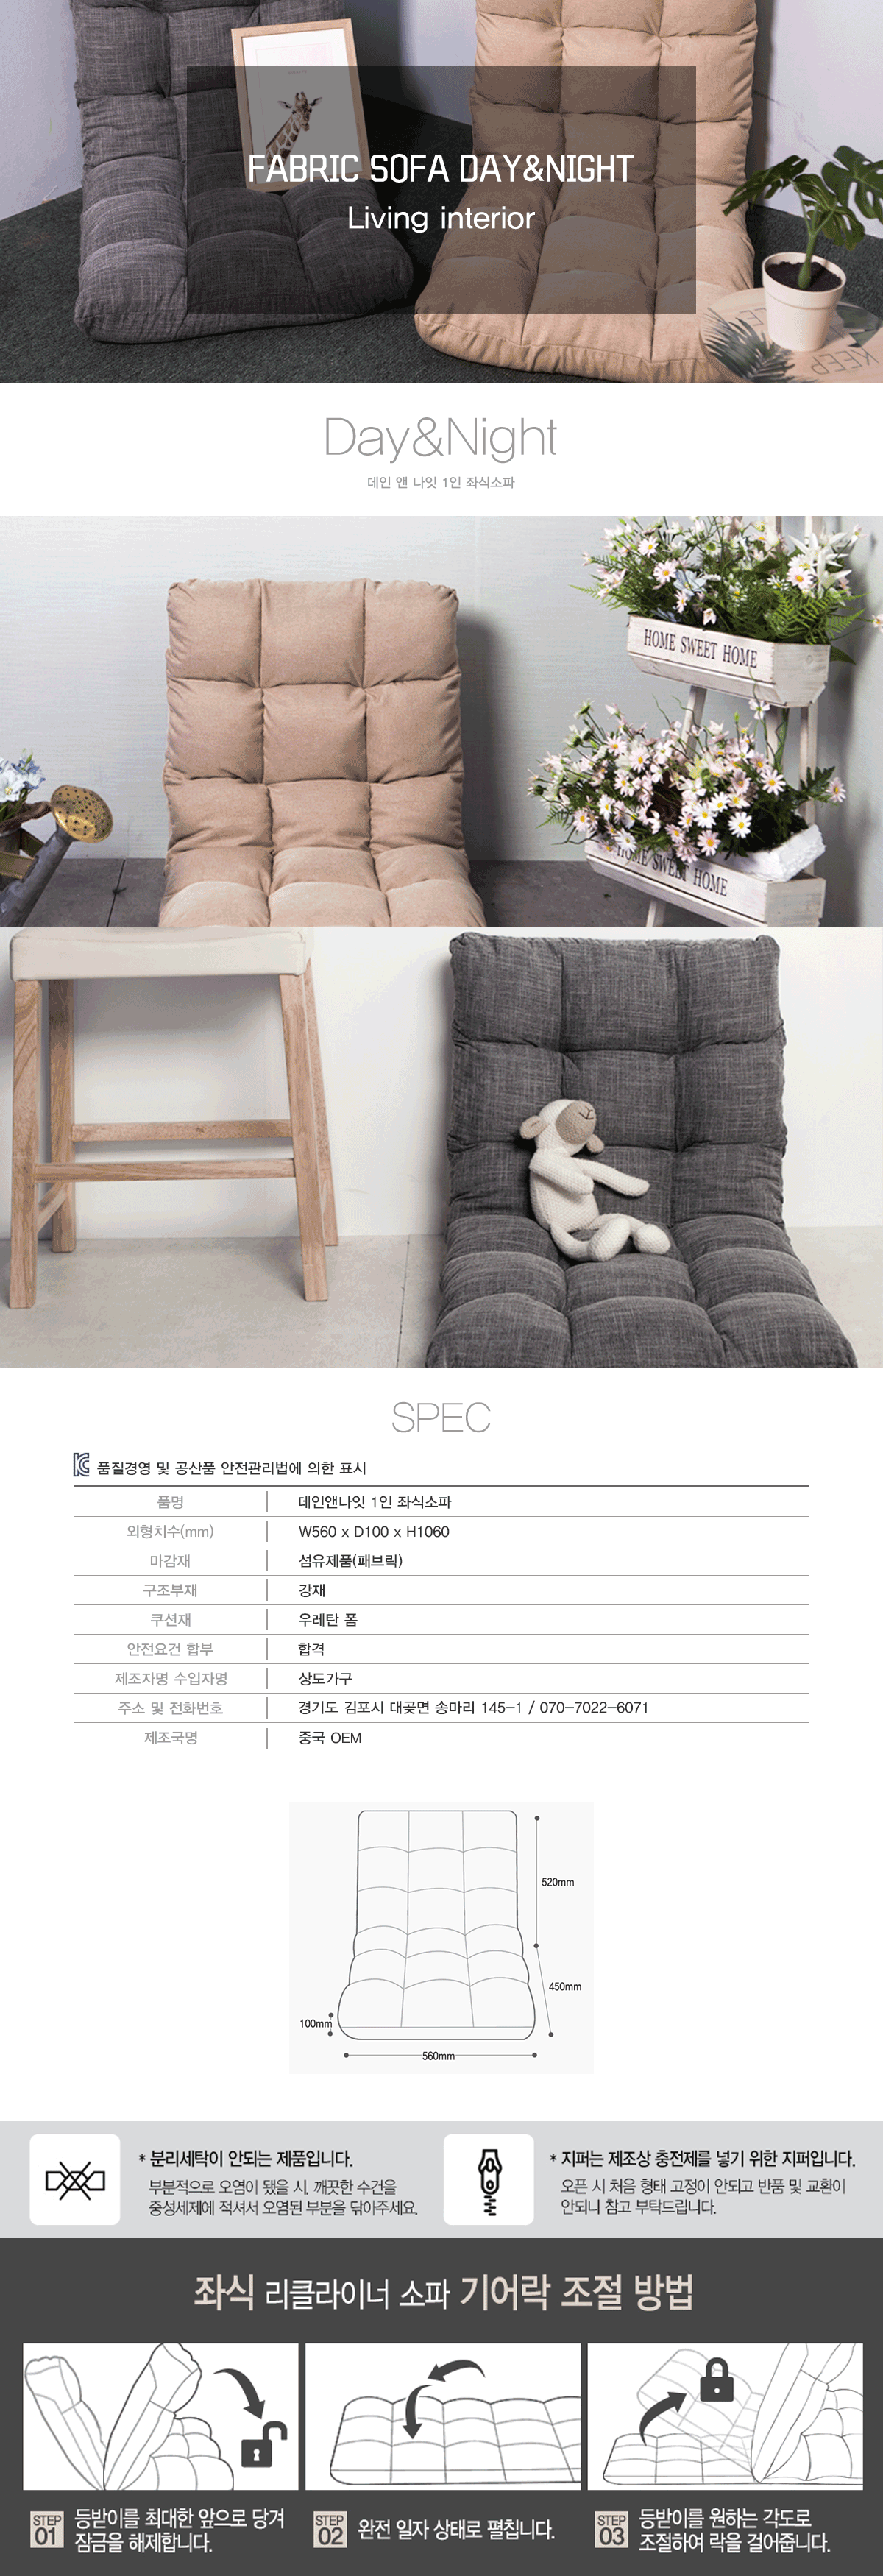 FABRIC SOFA DAY&NIGHT
Living interior
Day&Night
데인 앤 나잇 1인 좌식소파
HOME SWEET HOME
HOME SWEET HOME
SPEC
품질경영 및 공산품 안전관리법에 의한 표시
품명 데인앤나잇 1인 좌식소파
외형치수(mm) W560 x D100 x H1060
마감재 섬유제품(패브릭)
구조부재 강재
쿠션재 우레탄 폼
안전요건 합부 합격
제조자명 수입자명 상도가구
주소 및 전화번호 경기도 김포시 대곶면 송마리 145-1 / 070-7022-6071
제조국명 중국 OEM
520mm
450mm
100mm
560mm
* 분리세탁이 안되는 제품입니다.
부분적으로 오염이 됐을 시, 깨끗한 수건을
중성세제에 적셔서 오염된 부분을 닦아주세요.
* 지퍼는 제조상 충전제를 넣기 위한 지퍼입니다.
오픈 시 처음 형태 고정이 안되고 반품 및 교환이
안되니 참고 부탁드립니다.
좌식 리클라이너 소파 기어락 조절 방법
STEP 01 등받이를 최대한 앞으로 당겨
잠금을 해제합니다.
STEP 02 완전 일자 상태로 펼칩니다.
STEP 03 등받이를 원하는 각도로
조절하여 락을 걸어줍니다.